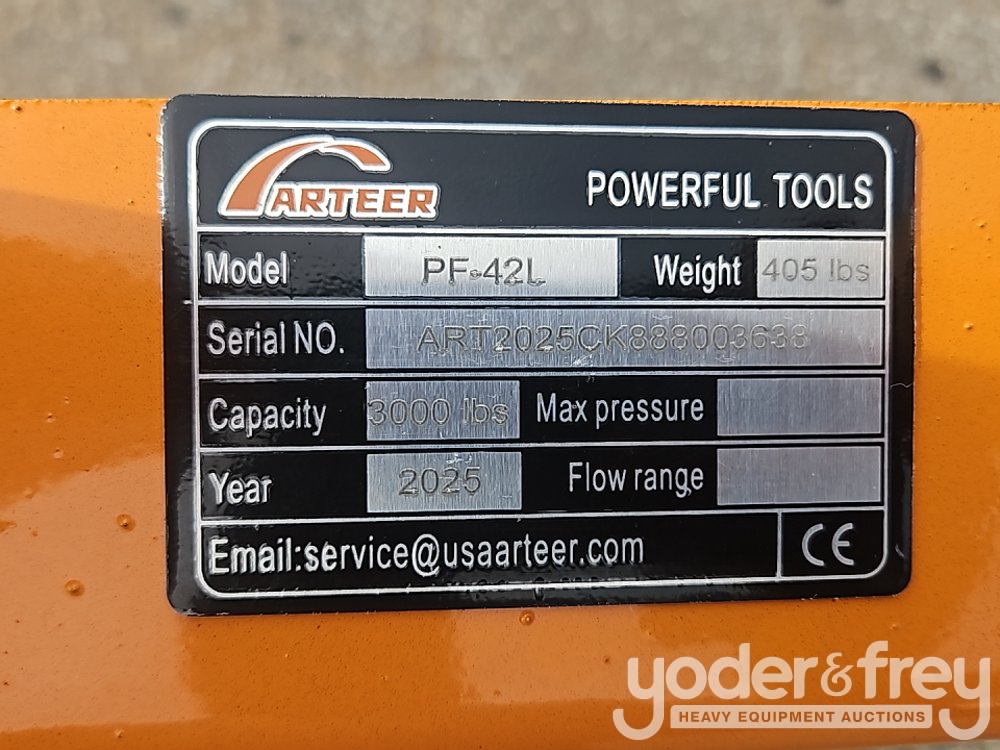 ARTEER POWERFUL TOOLS
Model PF-42L Weight 405 lbs
Serial NO. ART2025CK888003638
Capacity 3000 lbs Max pressure
Year 2025 Flow range
Email:service@usaarteer.com CE
yoder&frey
HEAVY EQUIPMENT AUCTIONS